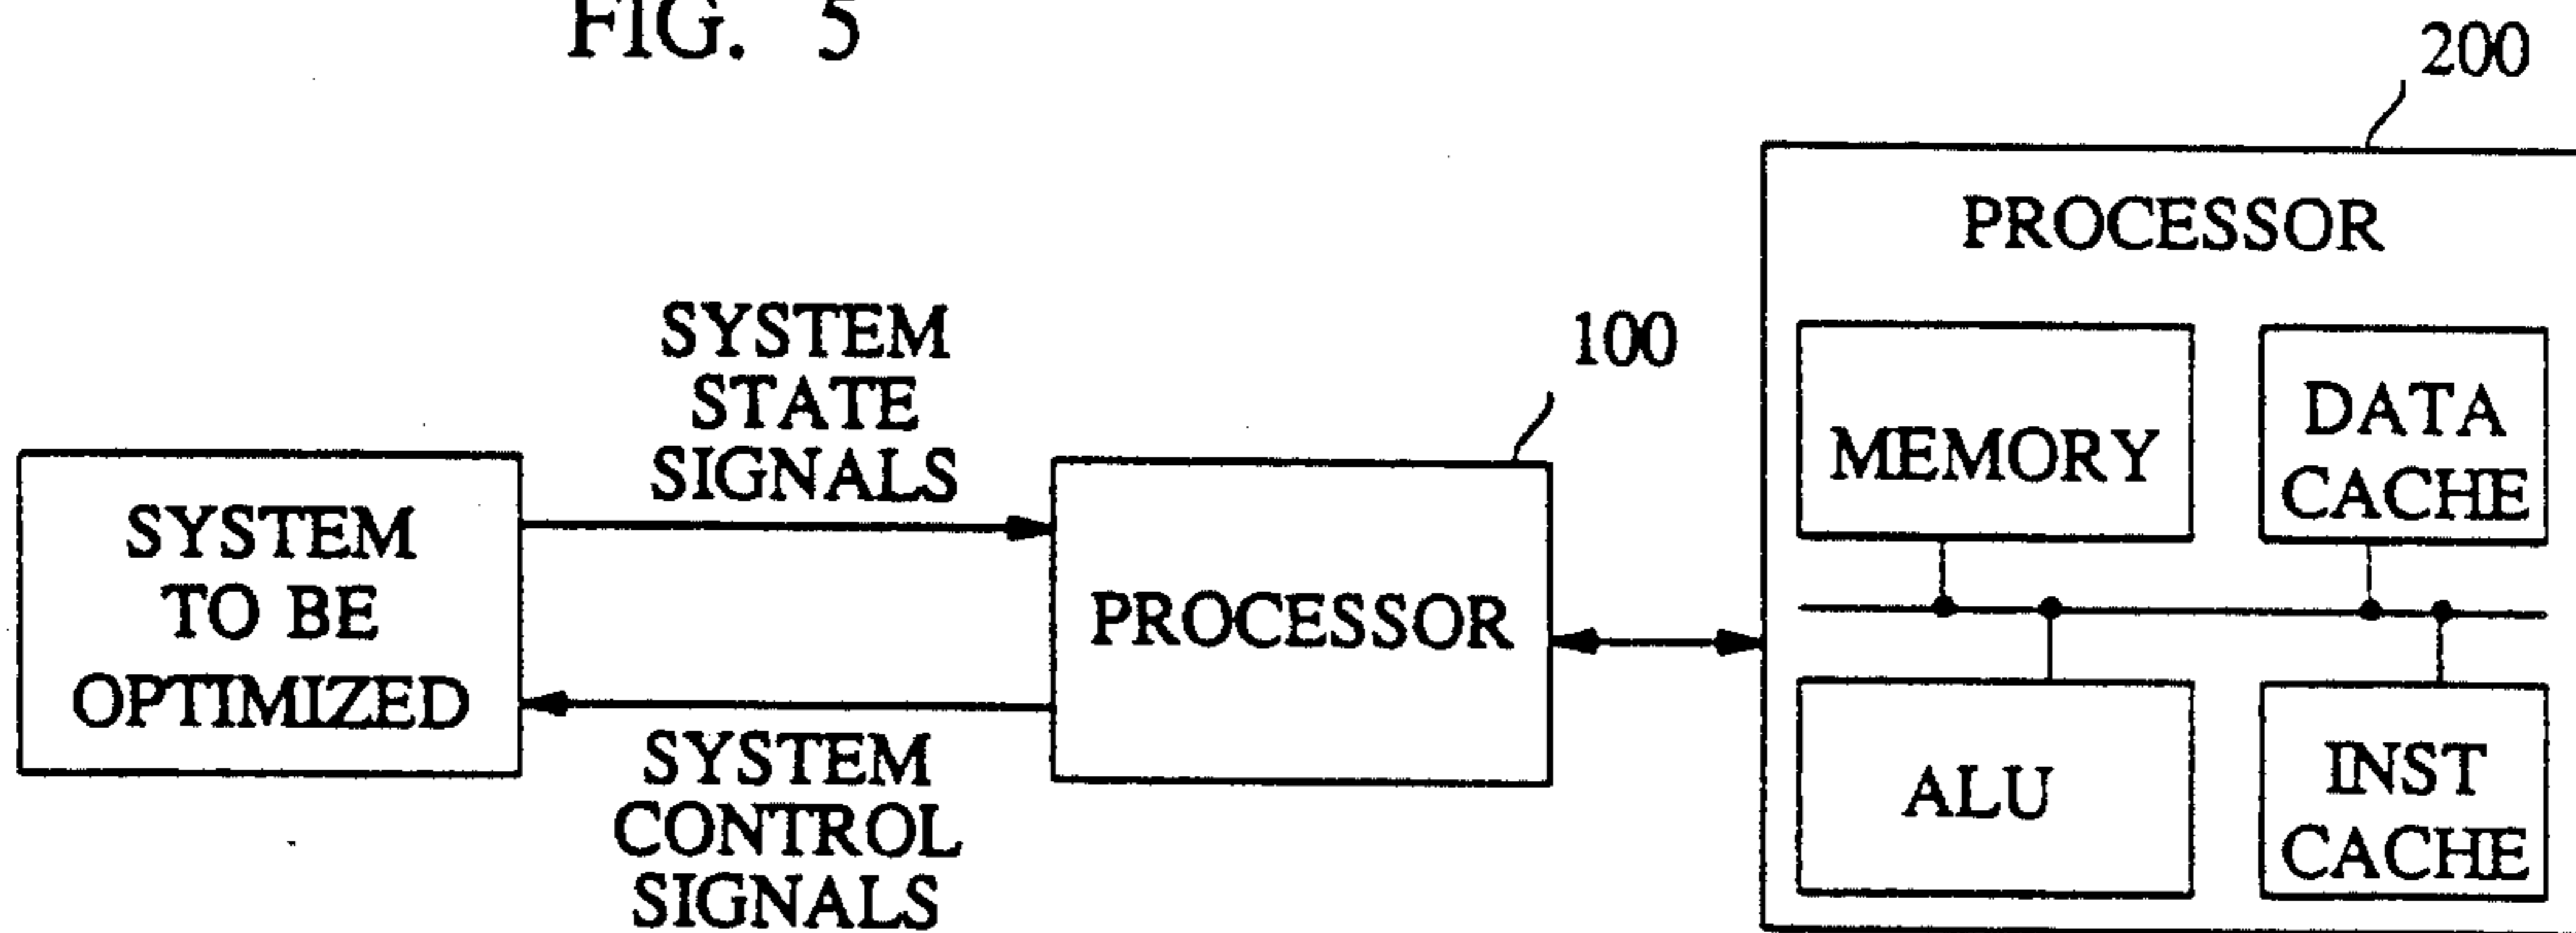 FIG. 5
200
PROCESSOR
SYSTEM
STATE
SIGNALS
100
MEMORY
DATA
CACHE
SYSTEM
TO BE
OPTIMIZED
PROCESSOR
SYSTEM
CONTROL
SIGNALS
ALU
INST
CACHE